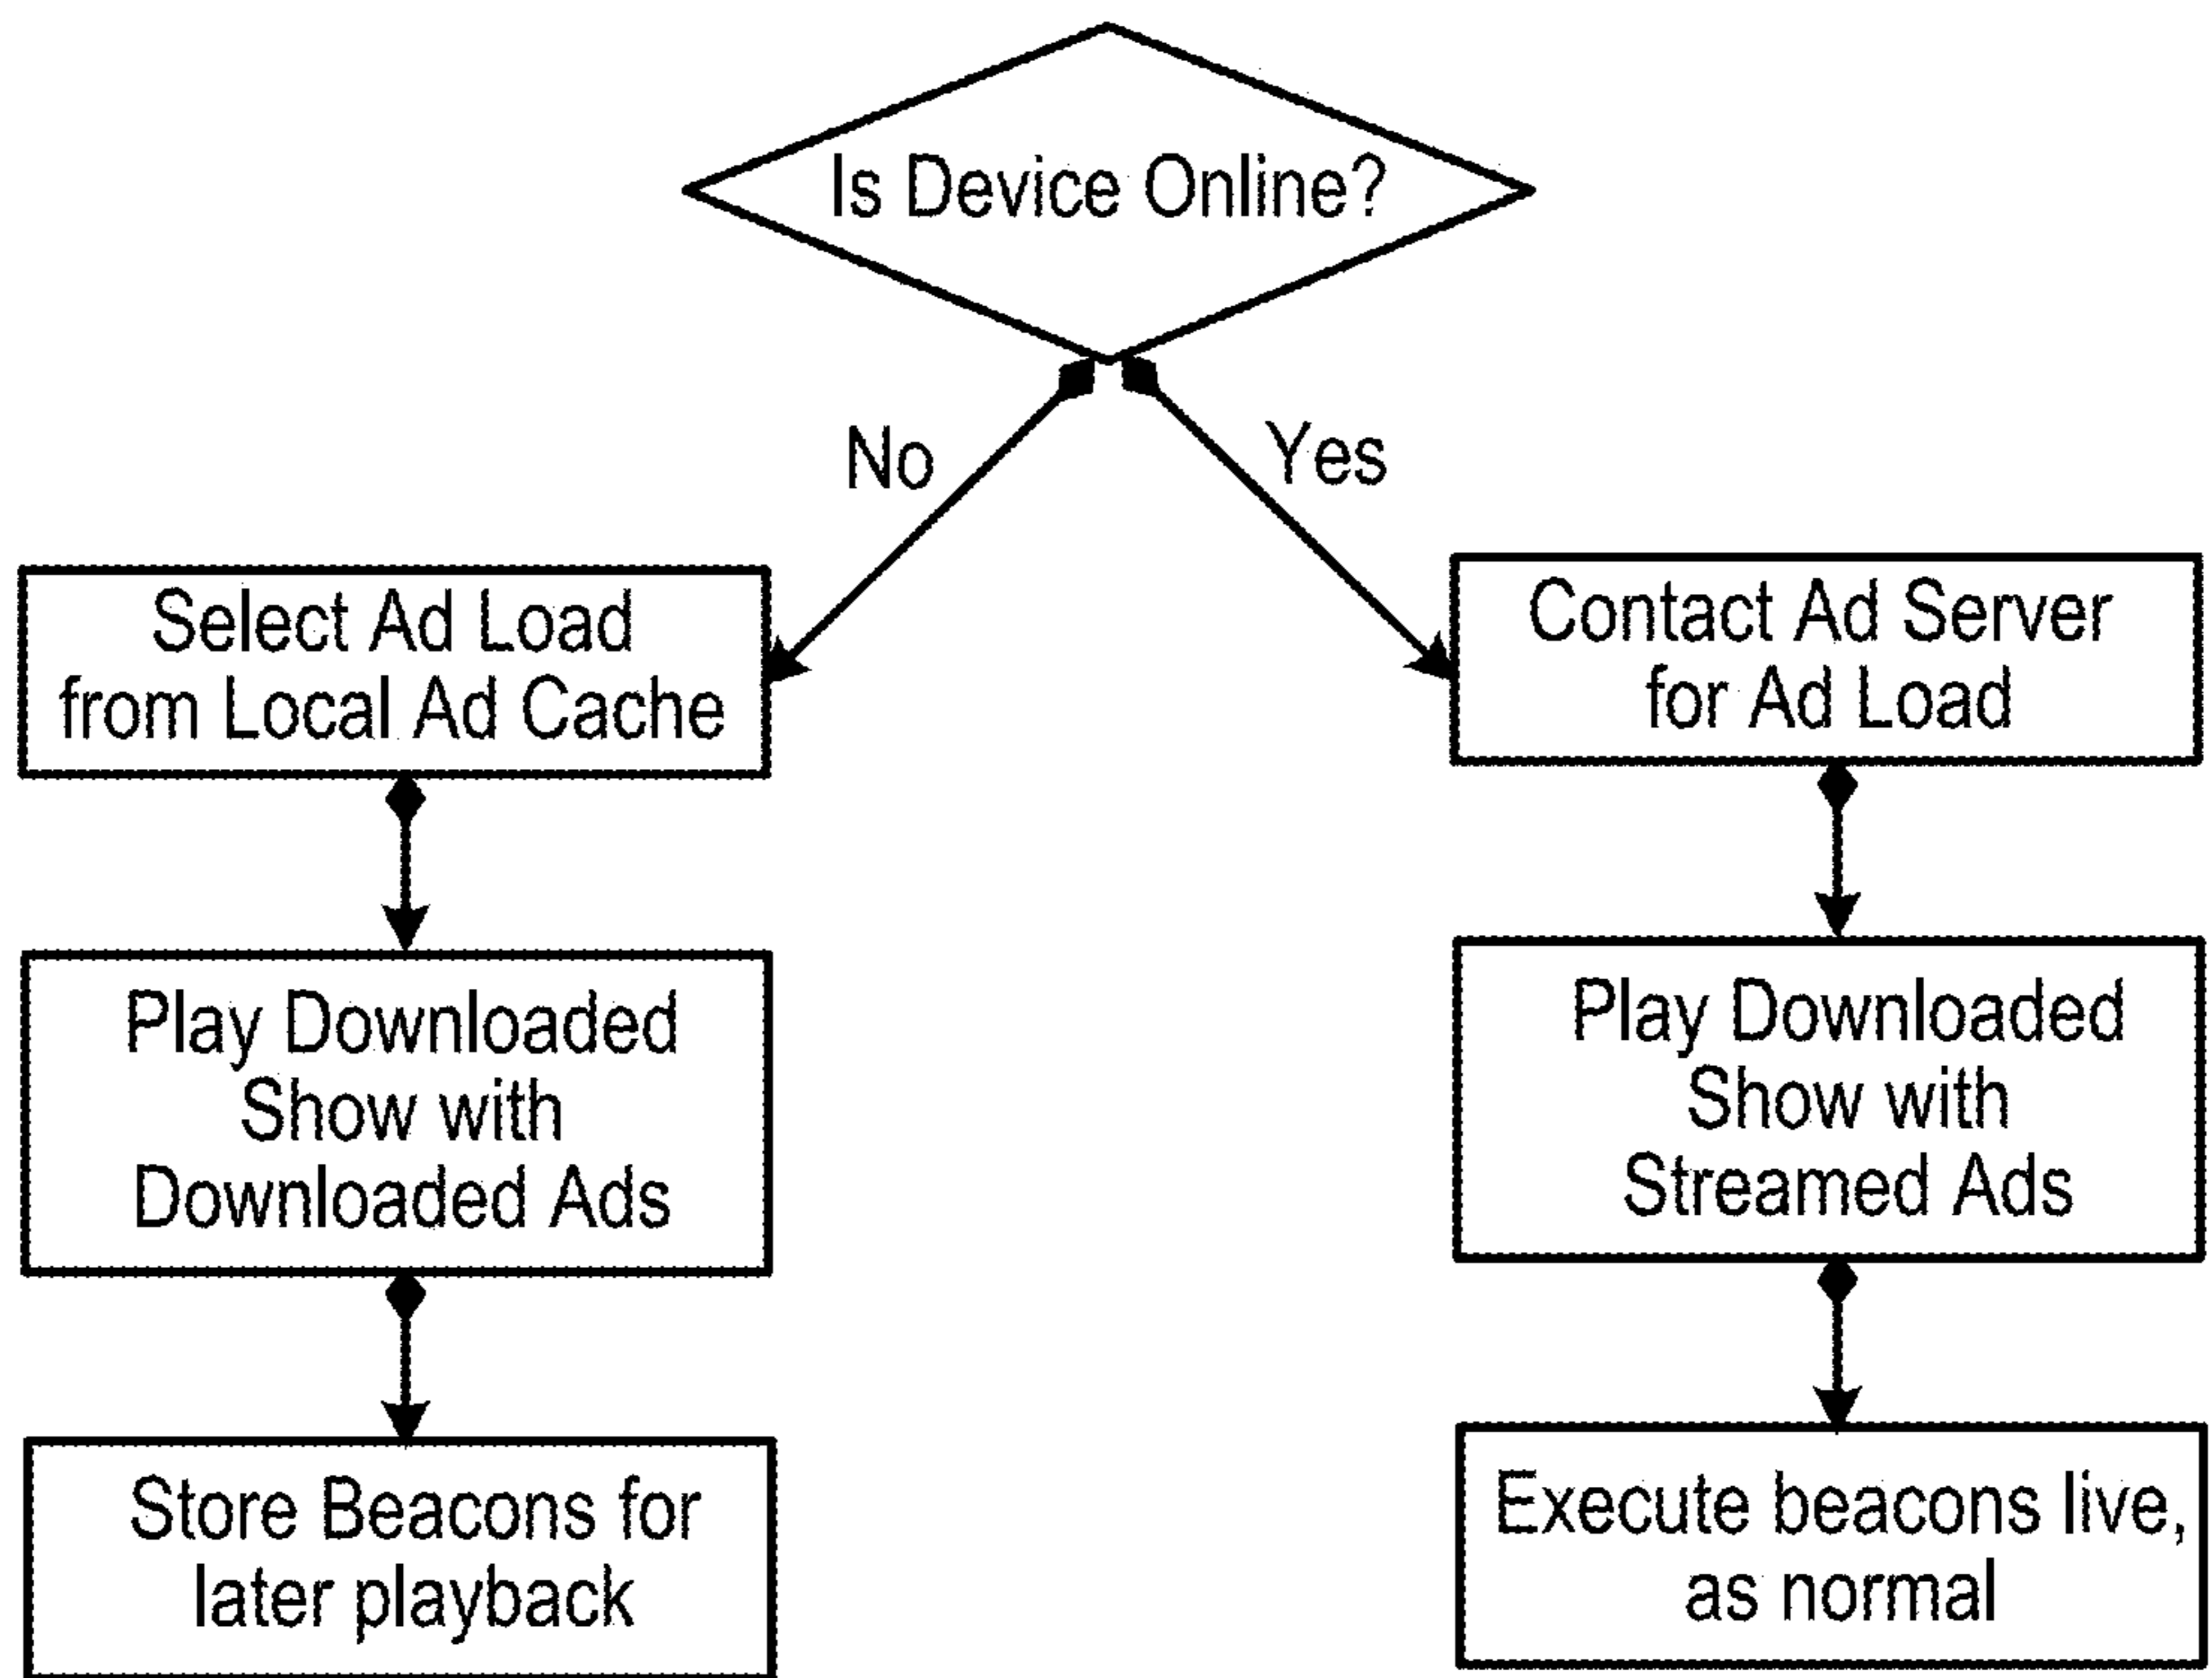 Is Device Online?
No
Yes
Select Ad Load
from Local Ad Cache
Contact Ad Server
for Ad Load
Play Downloaded
Show with
Downloaded Ads
Play Downloaded
Show with
Streamed Ads
Store Beacons for
later playback
Execute beacons live,
as normal